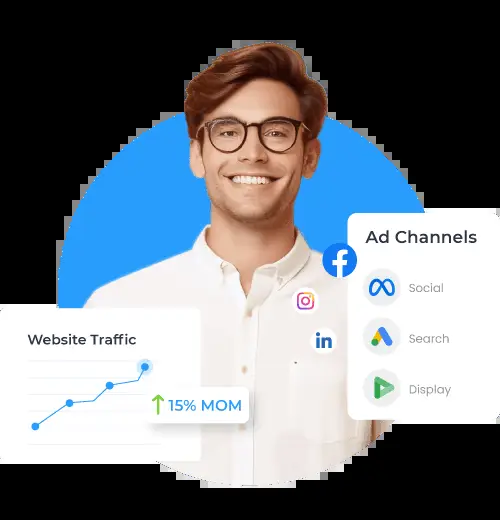 Ad Channels
Social
Search
Display
Website Traffic
15% MOM